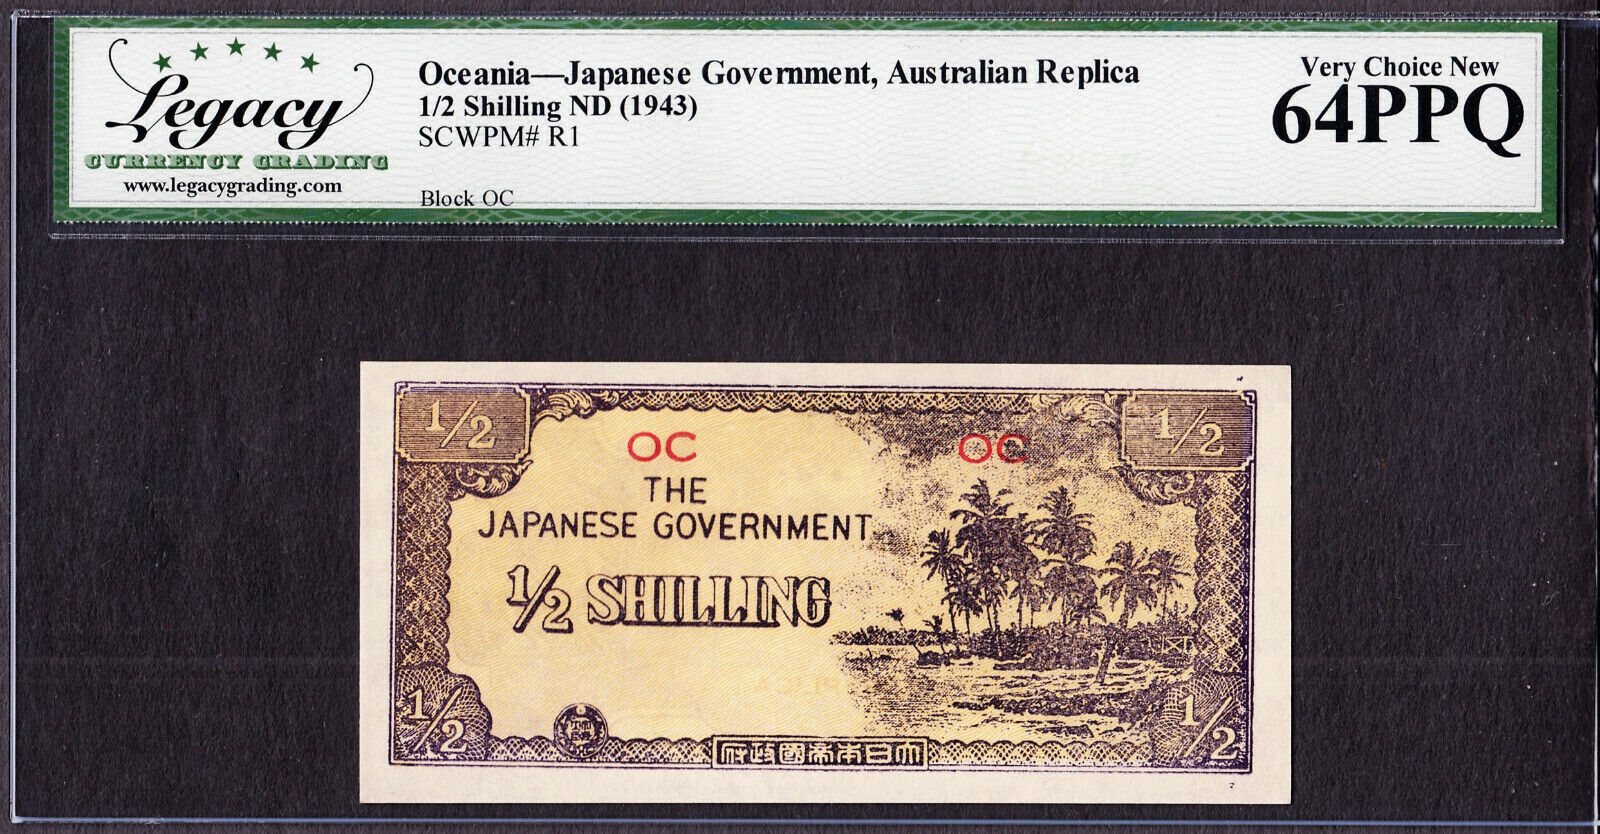 Legacy
CURRENCY GRADING
www.legacygrading.com
Oceania—Japanese Government, Australian Replica
1/2 Shilling ND (1943)
SCWPM# R1
Block OC
Very Choice New
64PPQ
1/2
1/2
OC
OC
THE
JAPANESE GOVERNMENT
1/2 SHILLING
1/2
1/2
府政國帝本日大